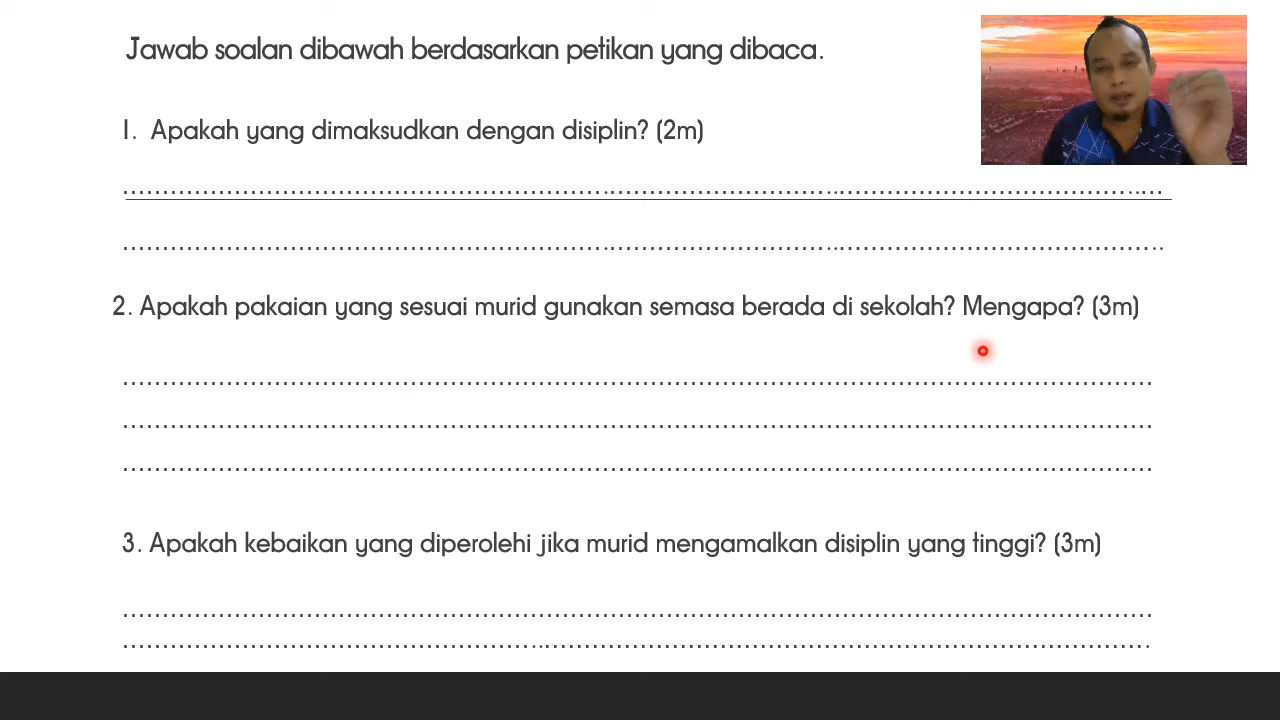 Jawab soalan dibawah berdasarkan petikan yang dibaca.
1. Apakah yang dimaksudkan dengan disiplin? (2m)
2. Apakah pakaian yang sesuai murid gunakan semasa berada di sekolah? Mengapa? (3m)
3. Apakah kebaikan yang diperolehi jika murid mengamalkan disiplin yang tinggi? (3m)